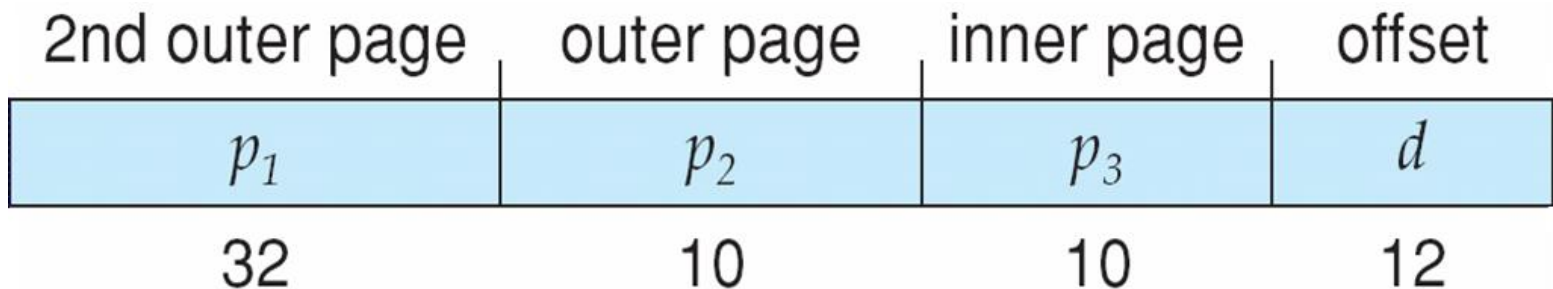 2nd outer page outer page inner page offset
p1 p2 p3 d
32 10 10 12